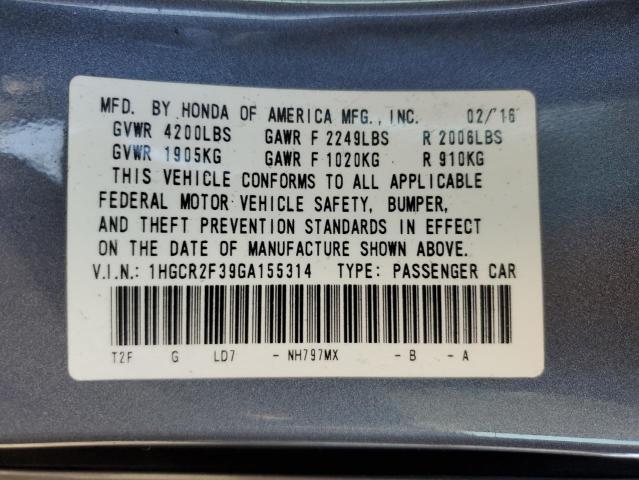 MFD. BY HONDA OF AMERICA MFG., INC. 02/16
GVWR 4200LBS GAWR F 2249LBS R 2006LBS
GVWR 1905KG GAWR F 1020KG R 910KG
THIS VEHICLE CONFORMS TO ALL APPLICABLE
FEDERAL MOTOR VEHICLE SAFETY, BUMPER,
AND THEFT PREVENTION STANDARDS IN EFFECT
ON THE DATE OF MANUFACTURE SHOWN ABOVE.
V.I.N.: 1HGCR2F39GA155314 TYPE: PASSENGER CAR
T2F G LD7 - NH797MX - B - A